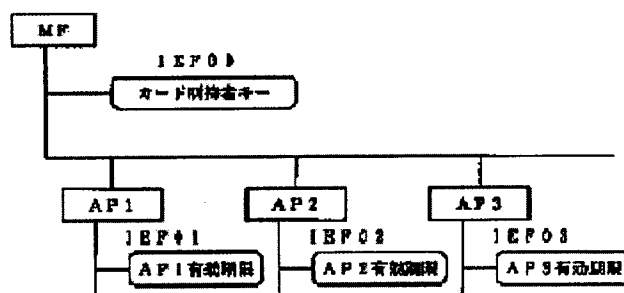 MF
IEF00
カード所持者キー
AP1 AP2 AP3
IEF01 IEF02 IEF03
AP1有効期限 AP2有効期限 AP3有効期限